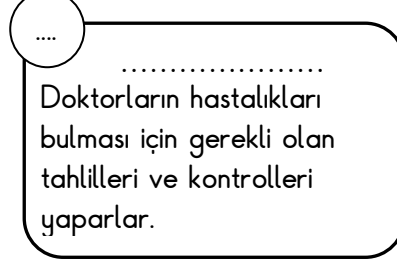 ....
.....................
Doktorların hastalıkları
bulması için gerekli olan
tahlilleri ve kontrolleri
yaparlar.